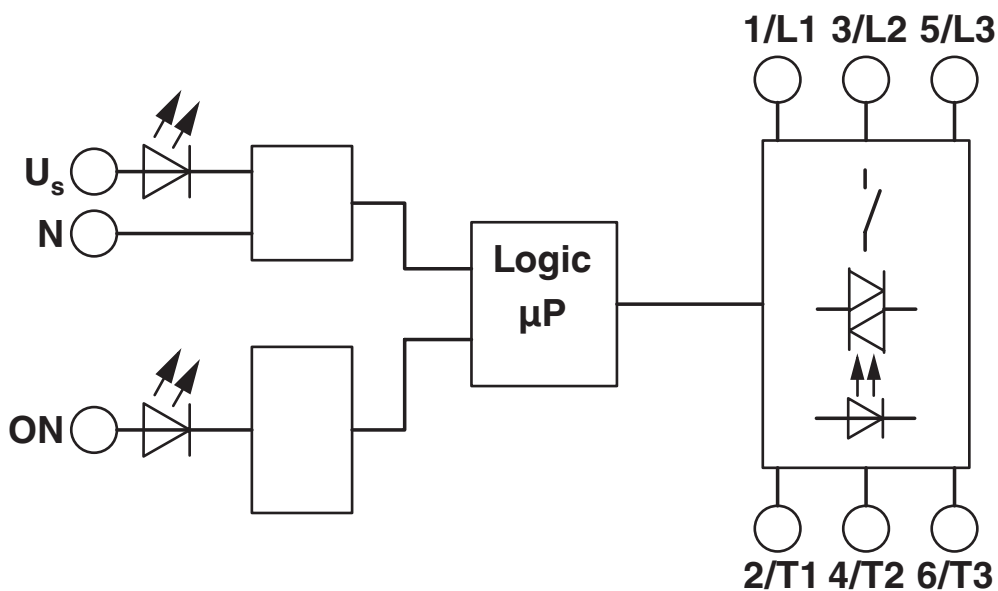 1/L1 3/L2 5/L3
Us
N
Logic
µP
ON
2/T1 4/T2 6/T3